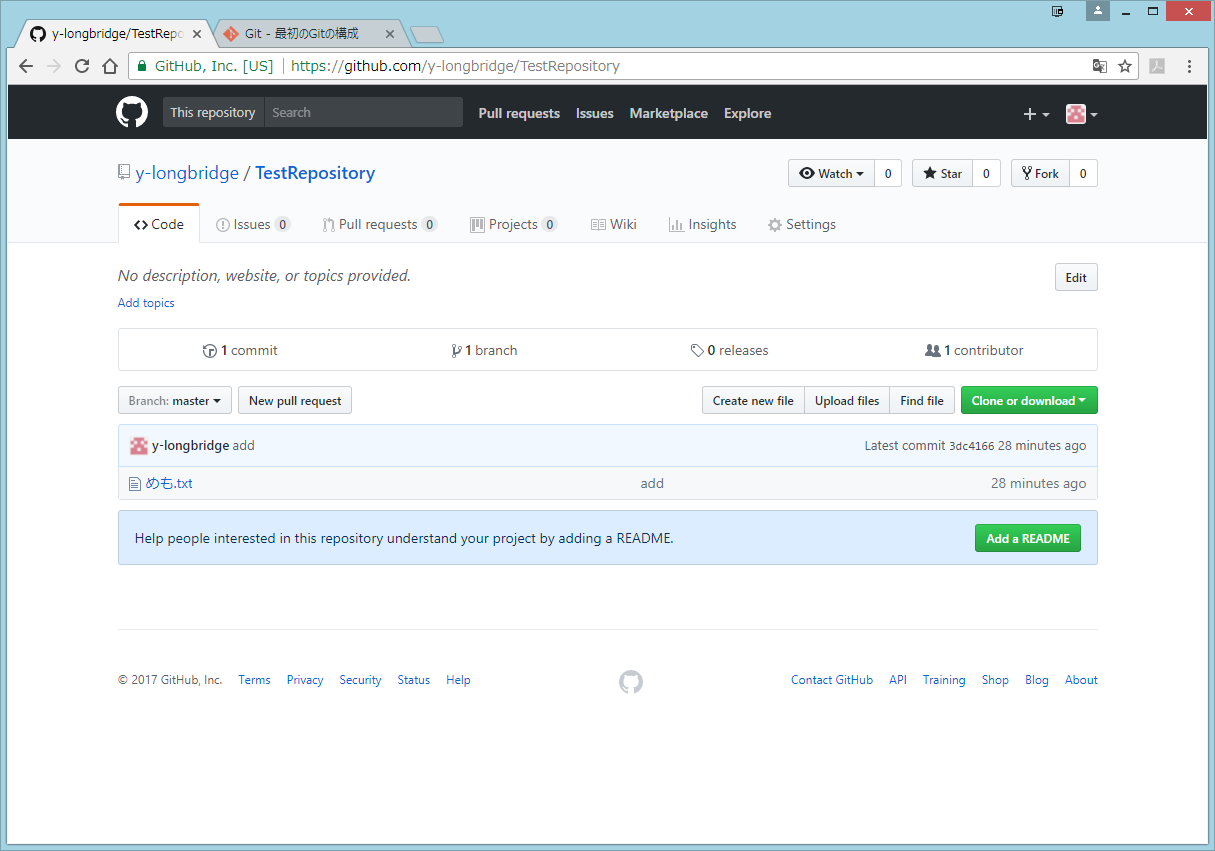 y-longbridge/TestRepo Git - 最初のGitの構成
GitHub, Inc. [US] https://github.com/y-longbridge/TestRepository
This repository Search Pull requests Issues Marketplace Explore
y-longbridge / TestRepository Watch 0 Star 0 Fork 0
Code Issues 0 Pull requests 0 Projects 0 Wiki Insights Settings
No description, website, or topics provided. Edit
Add topics
1 commit 1 branch 0 releases 1 contributor
Branch: master New pull request Create new file Upload files Find file Clone or download
y-longbridge add Latest commit 3dc4166 28 minutes ago
めも.txt add 28 minutes ago
Help people interested in this repository understand your project by adding a README. Add a README
© 2017 GitHub, Inc. Terms Privacy Security Status Help Contact GitHub API Training Shop Blog About